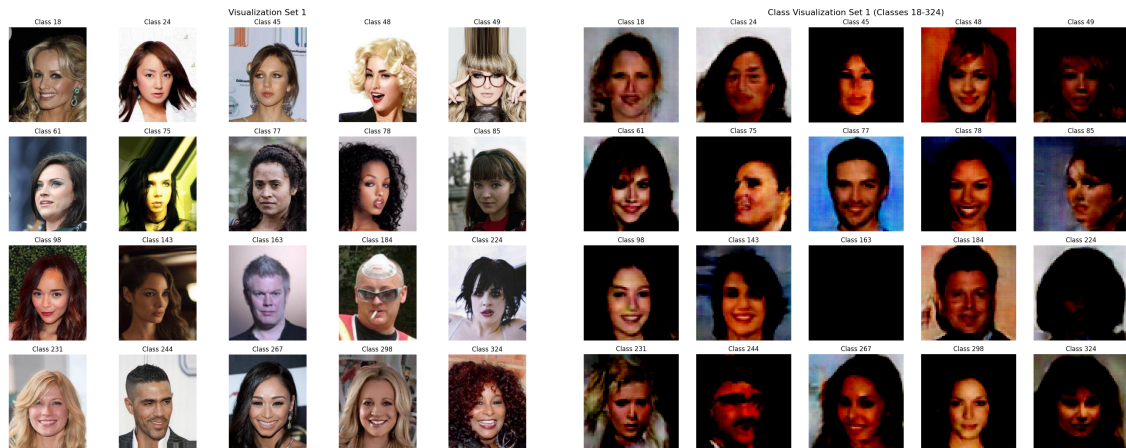 Visualization Set 1
Class 18
Class 24
Class 45
Class 48
Class 49
Class 61
Class 75
Class 77
Class 78
Class 85
Class 98
Class 143
Class 163
Class 184
Class 224
Class 231
Class 244
Class 267
Class 298
Class 324
Class Visualization Set 1 (Classes 18-324)
Class 18
Class 24
Class 45
Class 48
Class 49
Class 61
Class 75
Class 77
Class 78
Class 85
Class 98
Class 143
Class 163
Class 184
Class 224
Class 231
Class 244
Class 267
Class 298
Class 324